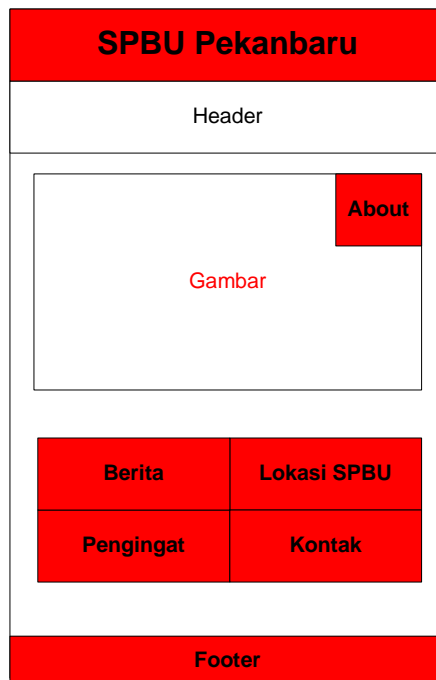 SPBU Pekanbaru
Header
About
Gambar
Berita
Lokasi SPBU
Pengingat
Kontak
Footer